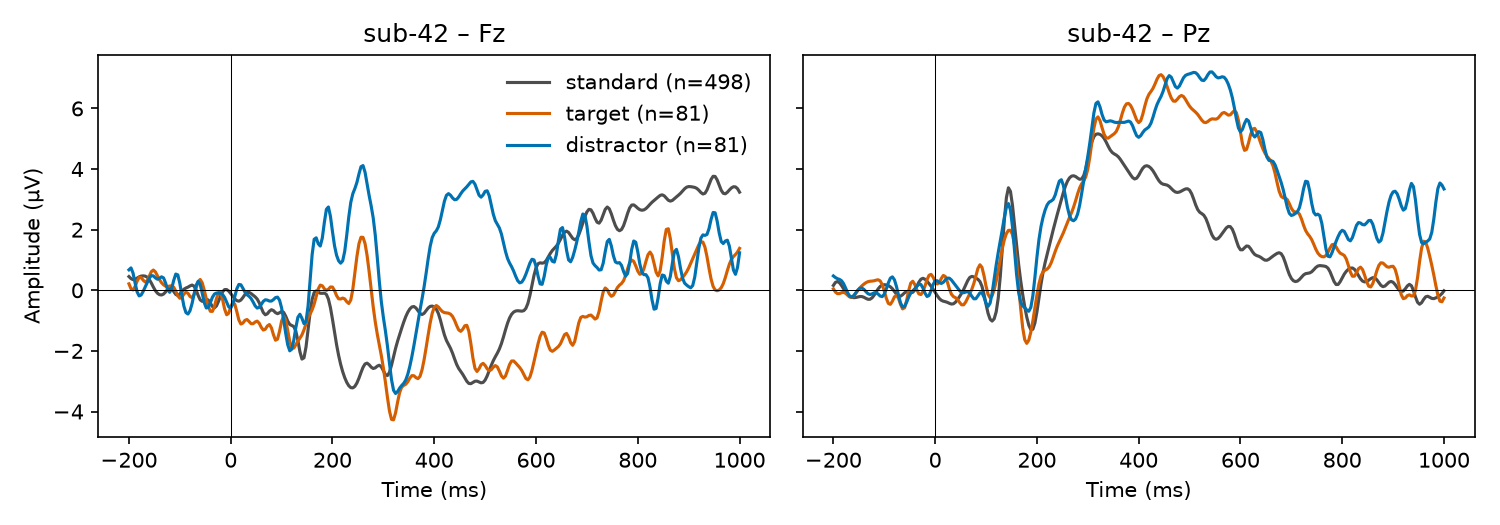 sub-42 – Fz
sub-42 – Pz
standard (n=498)
target (n=81)
distractor (n=81)
Amplitude (µV)
6
4
2
0
−2
−4
−200 0 200 400 600 800 1000
−200 0 200 400 600 800 1000
Time (ms)
Time (ms)